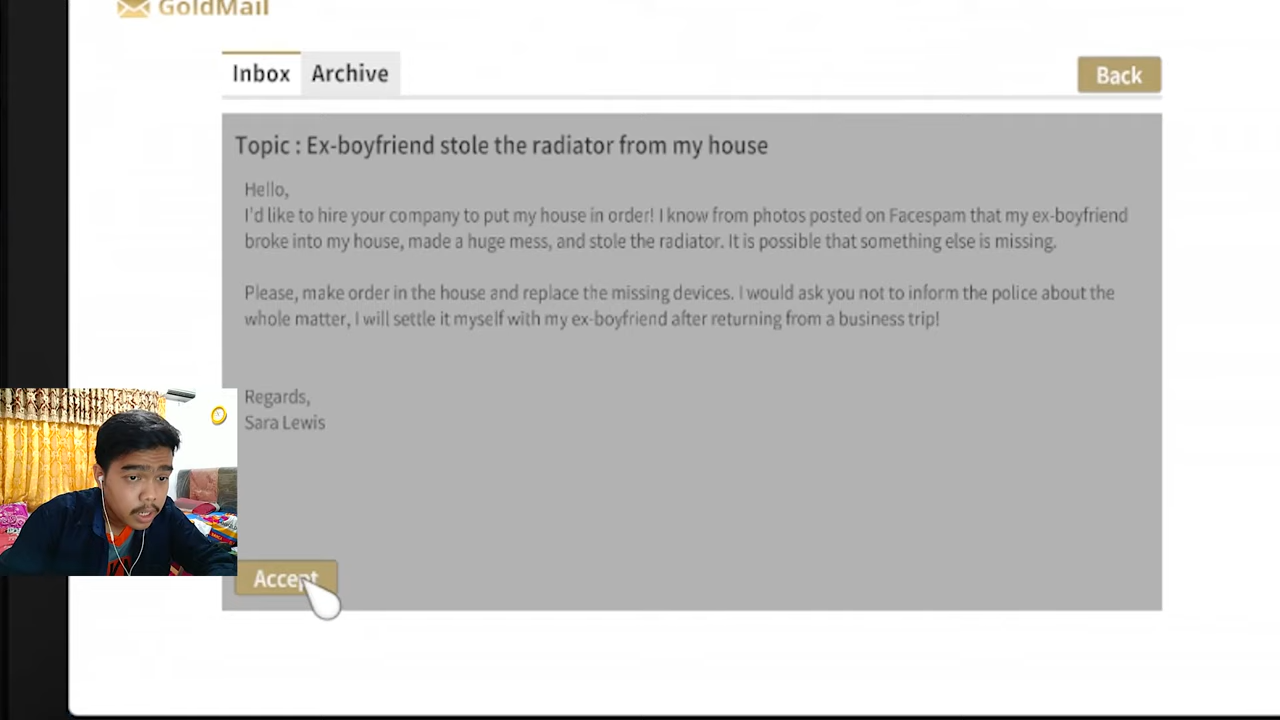 GoldMail
Inbox Archive Back
Topic : Ex-boyfriend stole the radiator from my house
Hello,
I'd like to hire your company to put my house in order! I know from photos posted on Facespam that my ex-boyfriend
broke into my house, made a huge mess, and stole the radiator. It is possible that something else is missing.
Please, make order in the house and replace the missing devices. I would ask you not to inform the police about the
whole matter, I will settle it myself with my ex-boyfriend after returning from a business trip!
Regards,
Sara Lewis
Accept